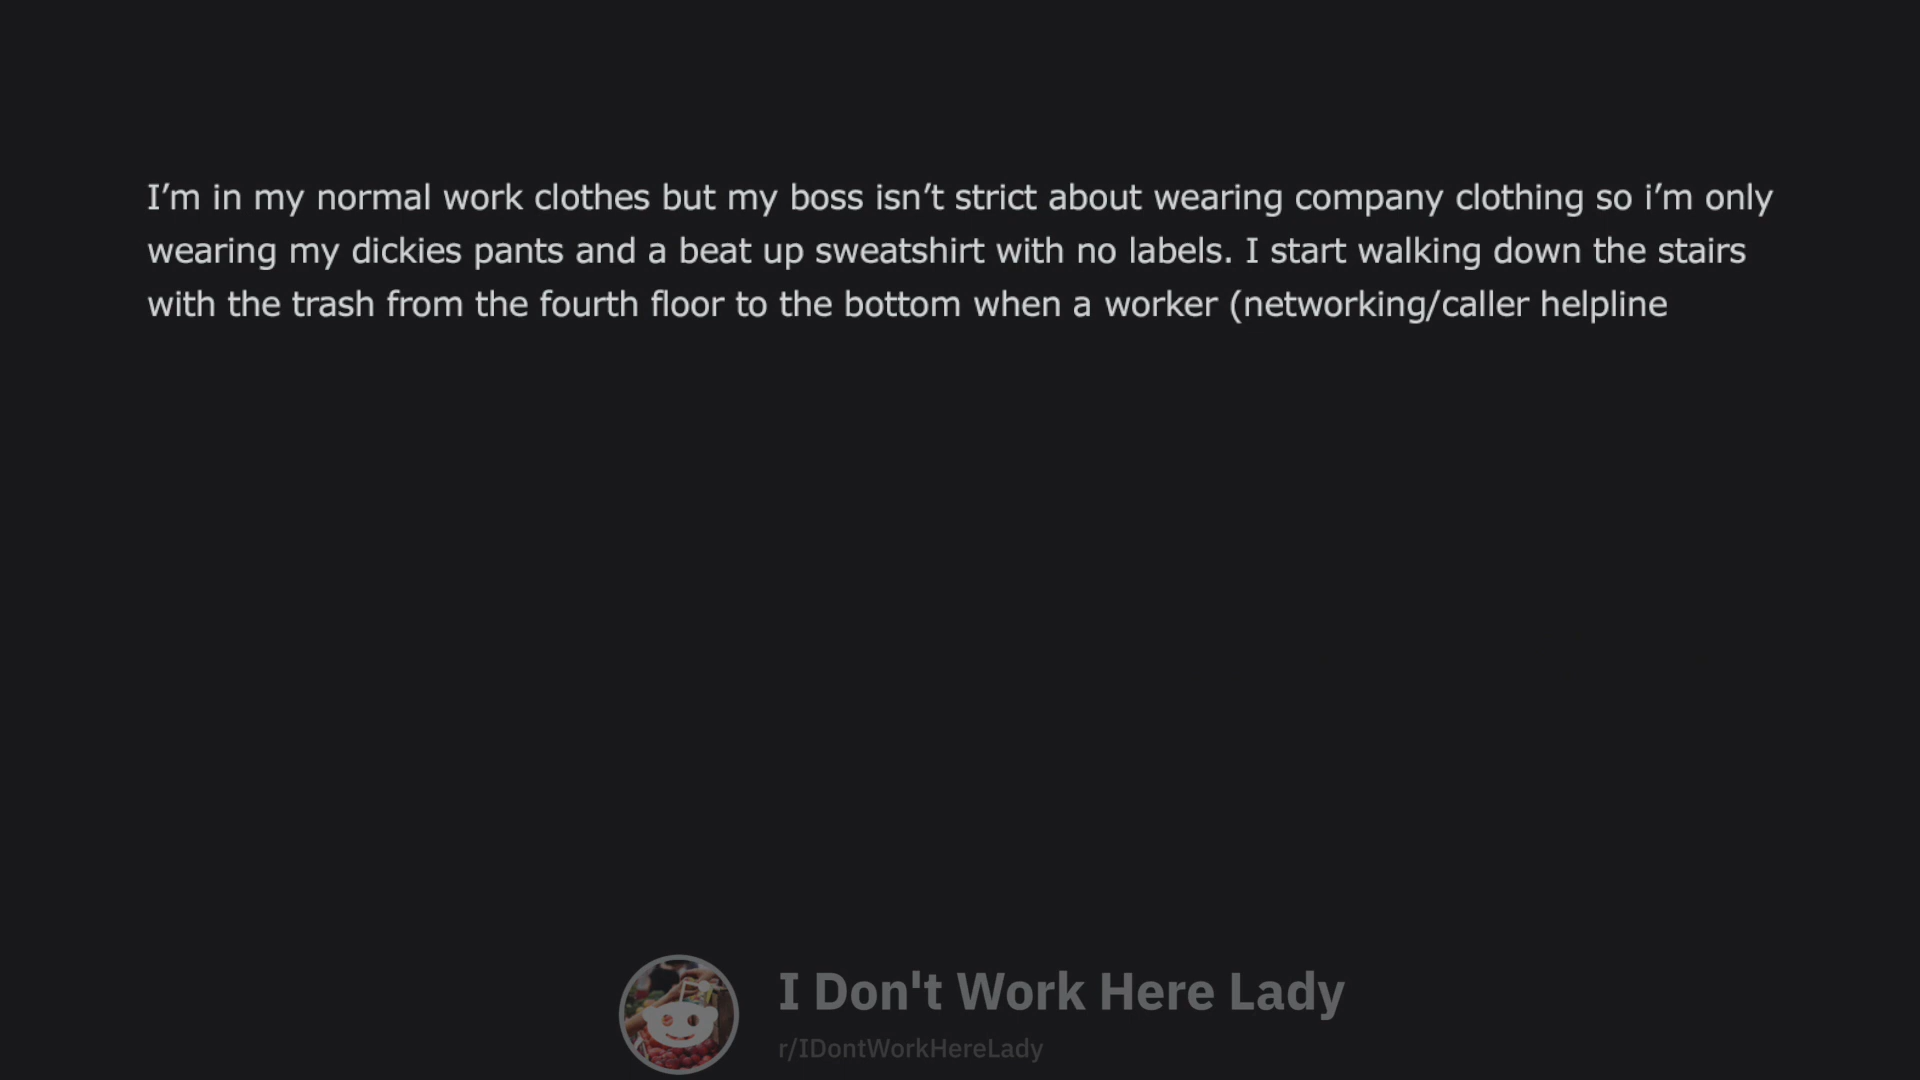 I’m in my normal work clothes but my boss isn’t strict about wearing company clothing so i’m only
wearing my dickies pants and a beat up sweatshirt with no labels. I start walking down the stairs
with the trash from the fourth floor to the bottom when a worker (networking/caller helpline
I Don't Work Here Lady
r/IDontWorkHereLady